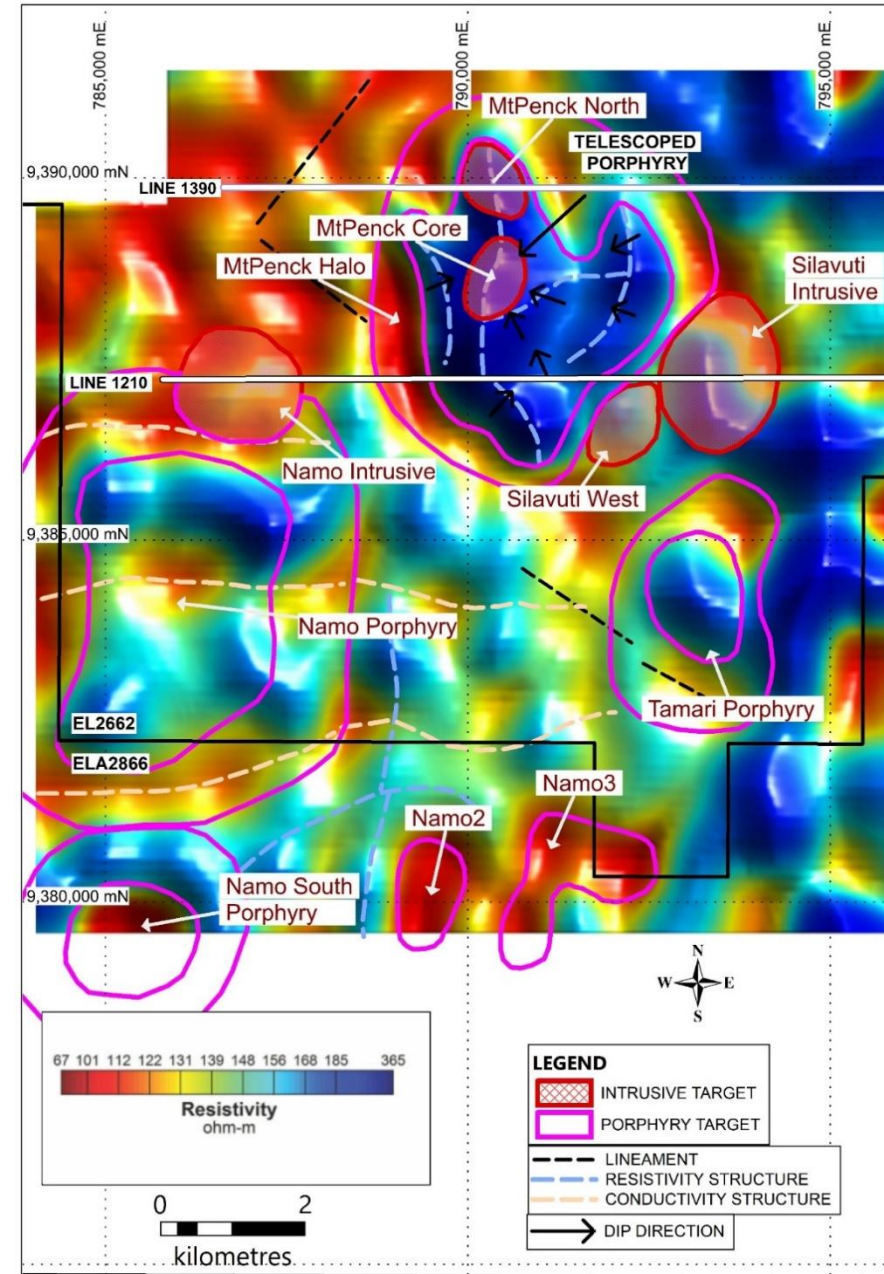 785,000 mE.
790,000 mE.
795,000 mE.
MtPenck North
TELESCOPED
PORPHYRY
9,390,000 mN
LINE 1390
MtPenck Core
MtPenck Halo
Silavuti
Intrusive
LINE 1210
Namo Intrusive
Silavuti West
9,385,000 mN
Namo Porphyry
Tamari Porphyry
EL2662
ELA2866
Namo3
Namo2
Namo South
Porphyry
9,380,000 mN
N
W E
S
67 101 112 122 131 139 148 156 168 185 365
Resistivity
ohm-m
LEGEND
INTRUSIVE TARGET
PORPHYRY TARGET
LINEAMENT
RESISTIVITY STRUCTURE
CONDUCTIVITY STRUCTURE
DIP DIRECTION
0 2
kilometres